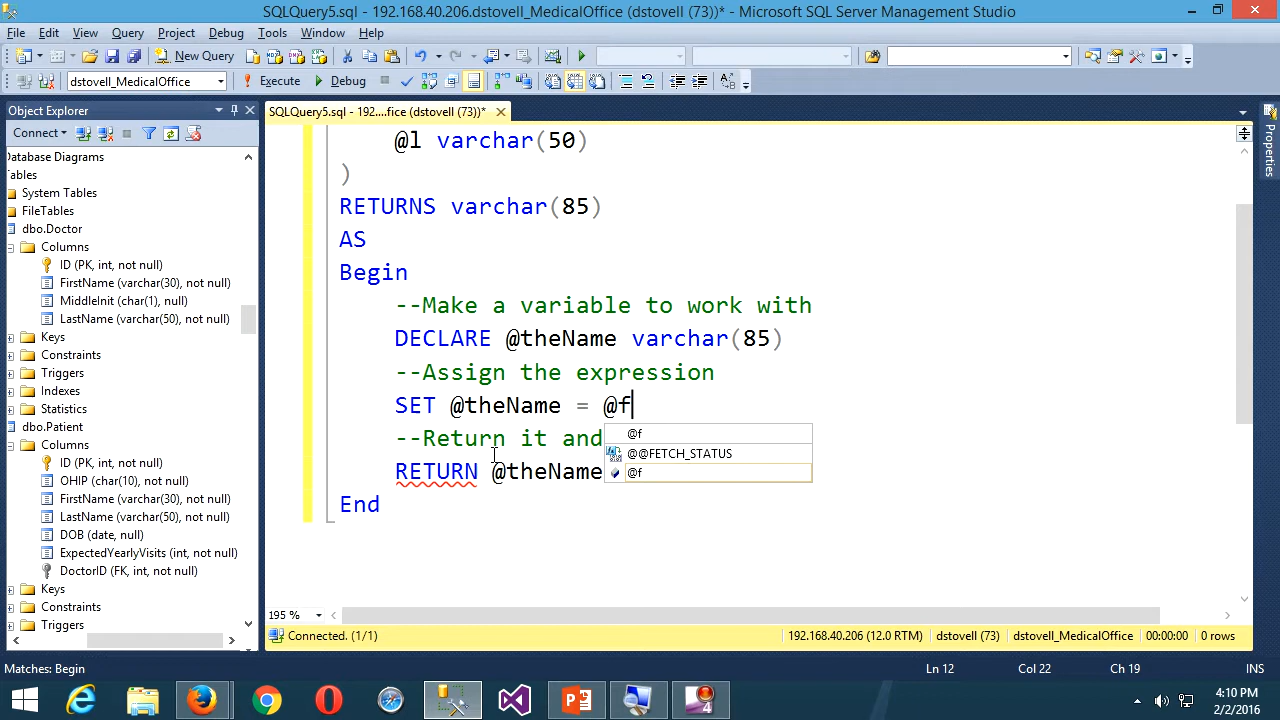 SQLQuery5.sql - 192.168.40.206.dstovell_MedicalOffice (dstovell (73))* - Microsoft SQL Server Management Studio
File Edit View Query Project Debug Tools Window Help
New Query
dstovell_MedicalOffice Execute Debug
Object Explorer
SQLQuery5.sql - 192....fice (dstovell (73))*
Connect
Database Diagrams
ables
System Tables
FileTables
dbo.Doctor
Columns
ID (PK, int, not null)
FirstName (varchar(30), not null)
MiddleInit (char(1), null)
LastName (varchar(50), not null)
Keys
Constraints
Triggers
Indexes
Statistics
dbo.Patient
Columns
ID (PK, int, not null)
OHIP (char(10), not null)
FirstName (varchar(30), not null)
LastName (varchar(50), not null)
DOB (date, null)
ExpectedYearlyVisits (int, not null)
DoctorID (FK, int, not null)
Keys
Constraints
Triggers
@l varchar(50)
)
RETURNS varchar(85)
AS
Begin
--Make a variable to work with
DECLARE @theName varchar(85)
--Assign the expression
SET @theName = @f
--Return it and
RETURN @theName
End
@f
@@FETCH_STATUS
@f
Properties
195 %
Connected. (1/1)
192.168.40.206 (12.0 RTM) dstovell (73) dstovell_MedicalOffice 00:00:00 0 rows
Matches: Begin
Ln 12 Col 22 Ch 19 INS
4
4:10 PM
2/2/2016